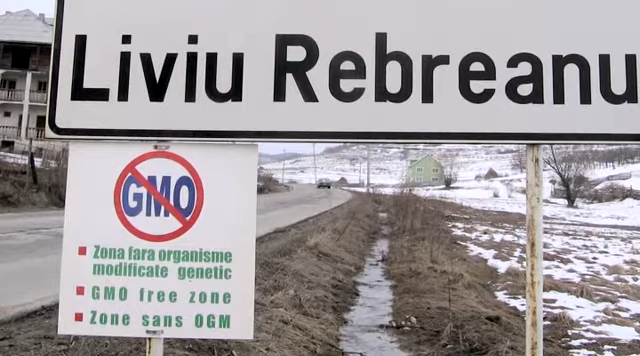 Liviu Rebreanu
GMO
Zona fara organisme
modificate genetic
GMO free zone
Zone sans OGM